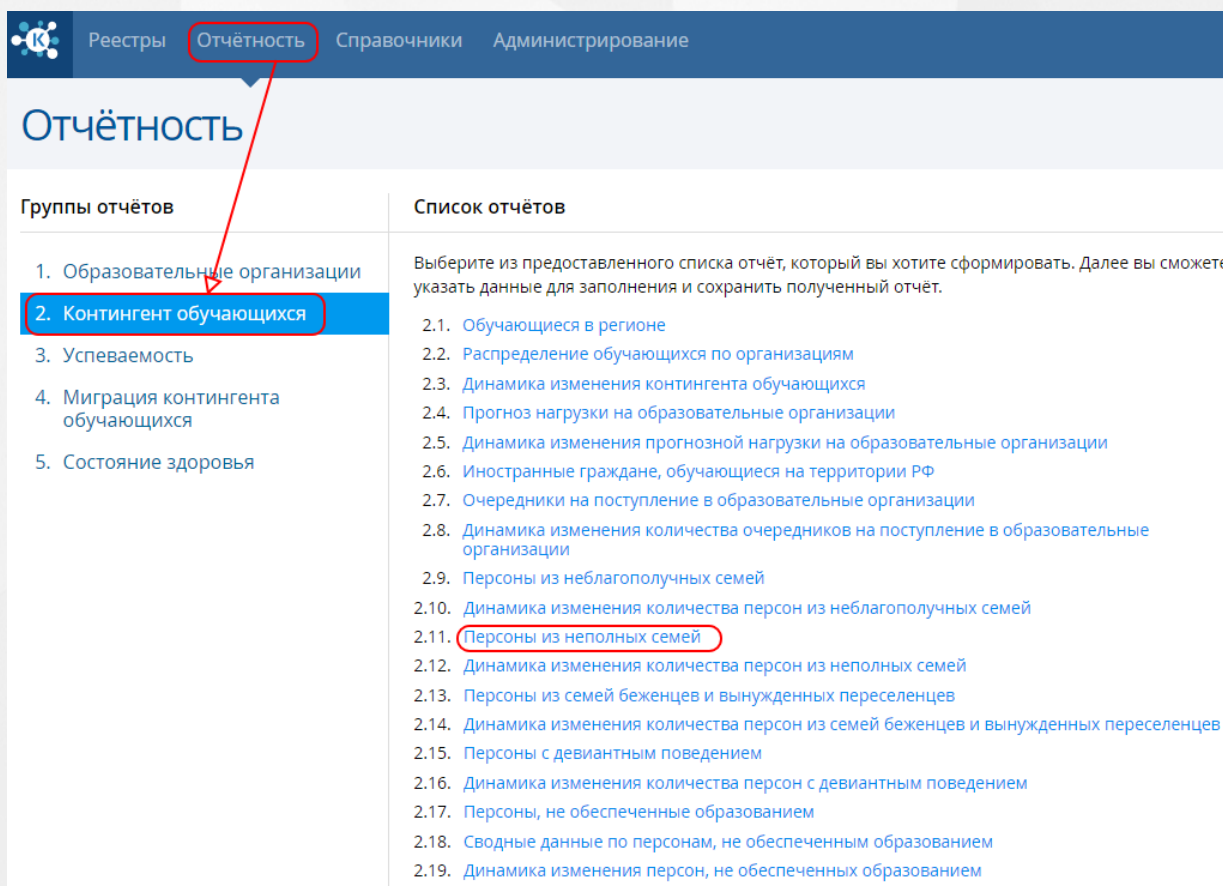 K Реестры Отчётность Справочники Администрирование
Отчётность
Группы отчётов
1. Образовательные организации
2. Контингент обучающихся
3. Успеваемость
4. Миграция контингента
обучающихся
5. Состояние здоровья
Список отчётов
Выберите из предоставленного списка отчёт, который вы хотите сформировать. Далее вы сможете
указать данные для заполнения и сохранить полученный отчёт.
2.1. Обучающиеся в регионе
2.2. Распределение обучающихся по организациям
2.3. Динамика изменения контингента обучающихся
2.4. Прогноз нагрузки на образовательные организации
2.5. Динамика изменения прогнозной нагрузки на образовательные организации
2.6. Иностранные граждане, обучающиеся на территории РФ
2.7. Очередники на поступление в образовательные организации
2.8. Динамика изменения количества очередников на поступление в образовательные
организации
2.9. Персоны из неблагополучных семей
2.10. Динамика изменения количества персон из неблагополучных семей
2.11. Персоны из неполных семей
2.12. Динамика изменения количества персон из неполных семей
2.13. Персоны из семей беженцев и вынужденных переселенцев
2.14. Динамика изменения количества персон из семей беженцев и вынужденных переселенцев
2.15. Персоны с девиантным поведением
2.16. Динамика изменения количества персон с девиантным поведением
2.17. Персоны, не обеспеченные образованием
2.18. Сводные данные по персонам, не обеспеченным образованием
2.19. Динамика изменения персон, не обеспеченных образованием